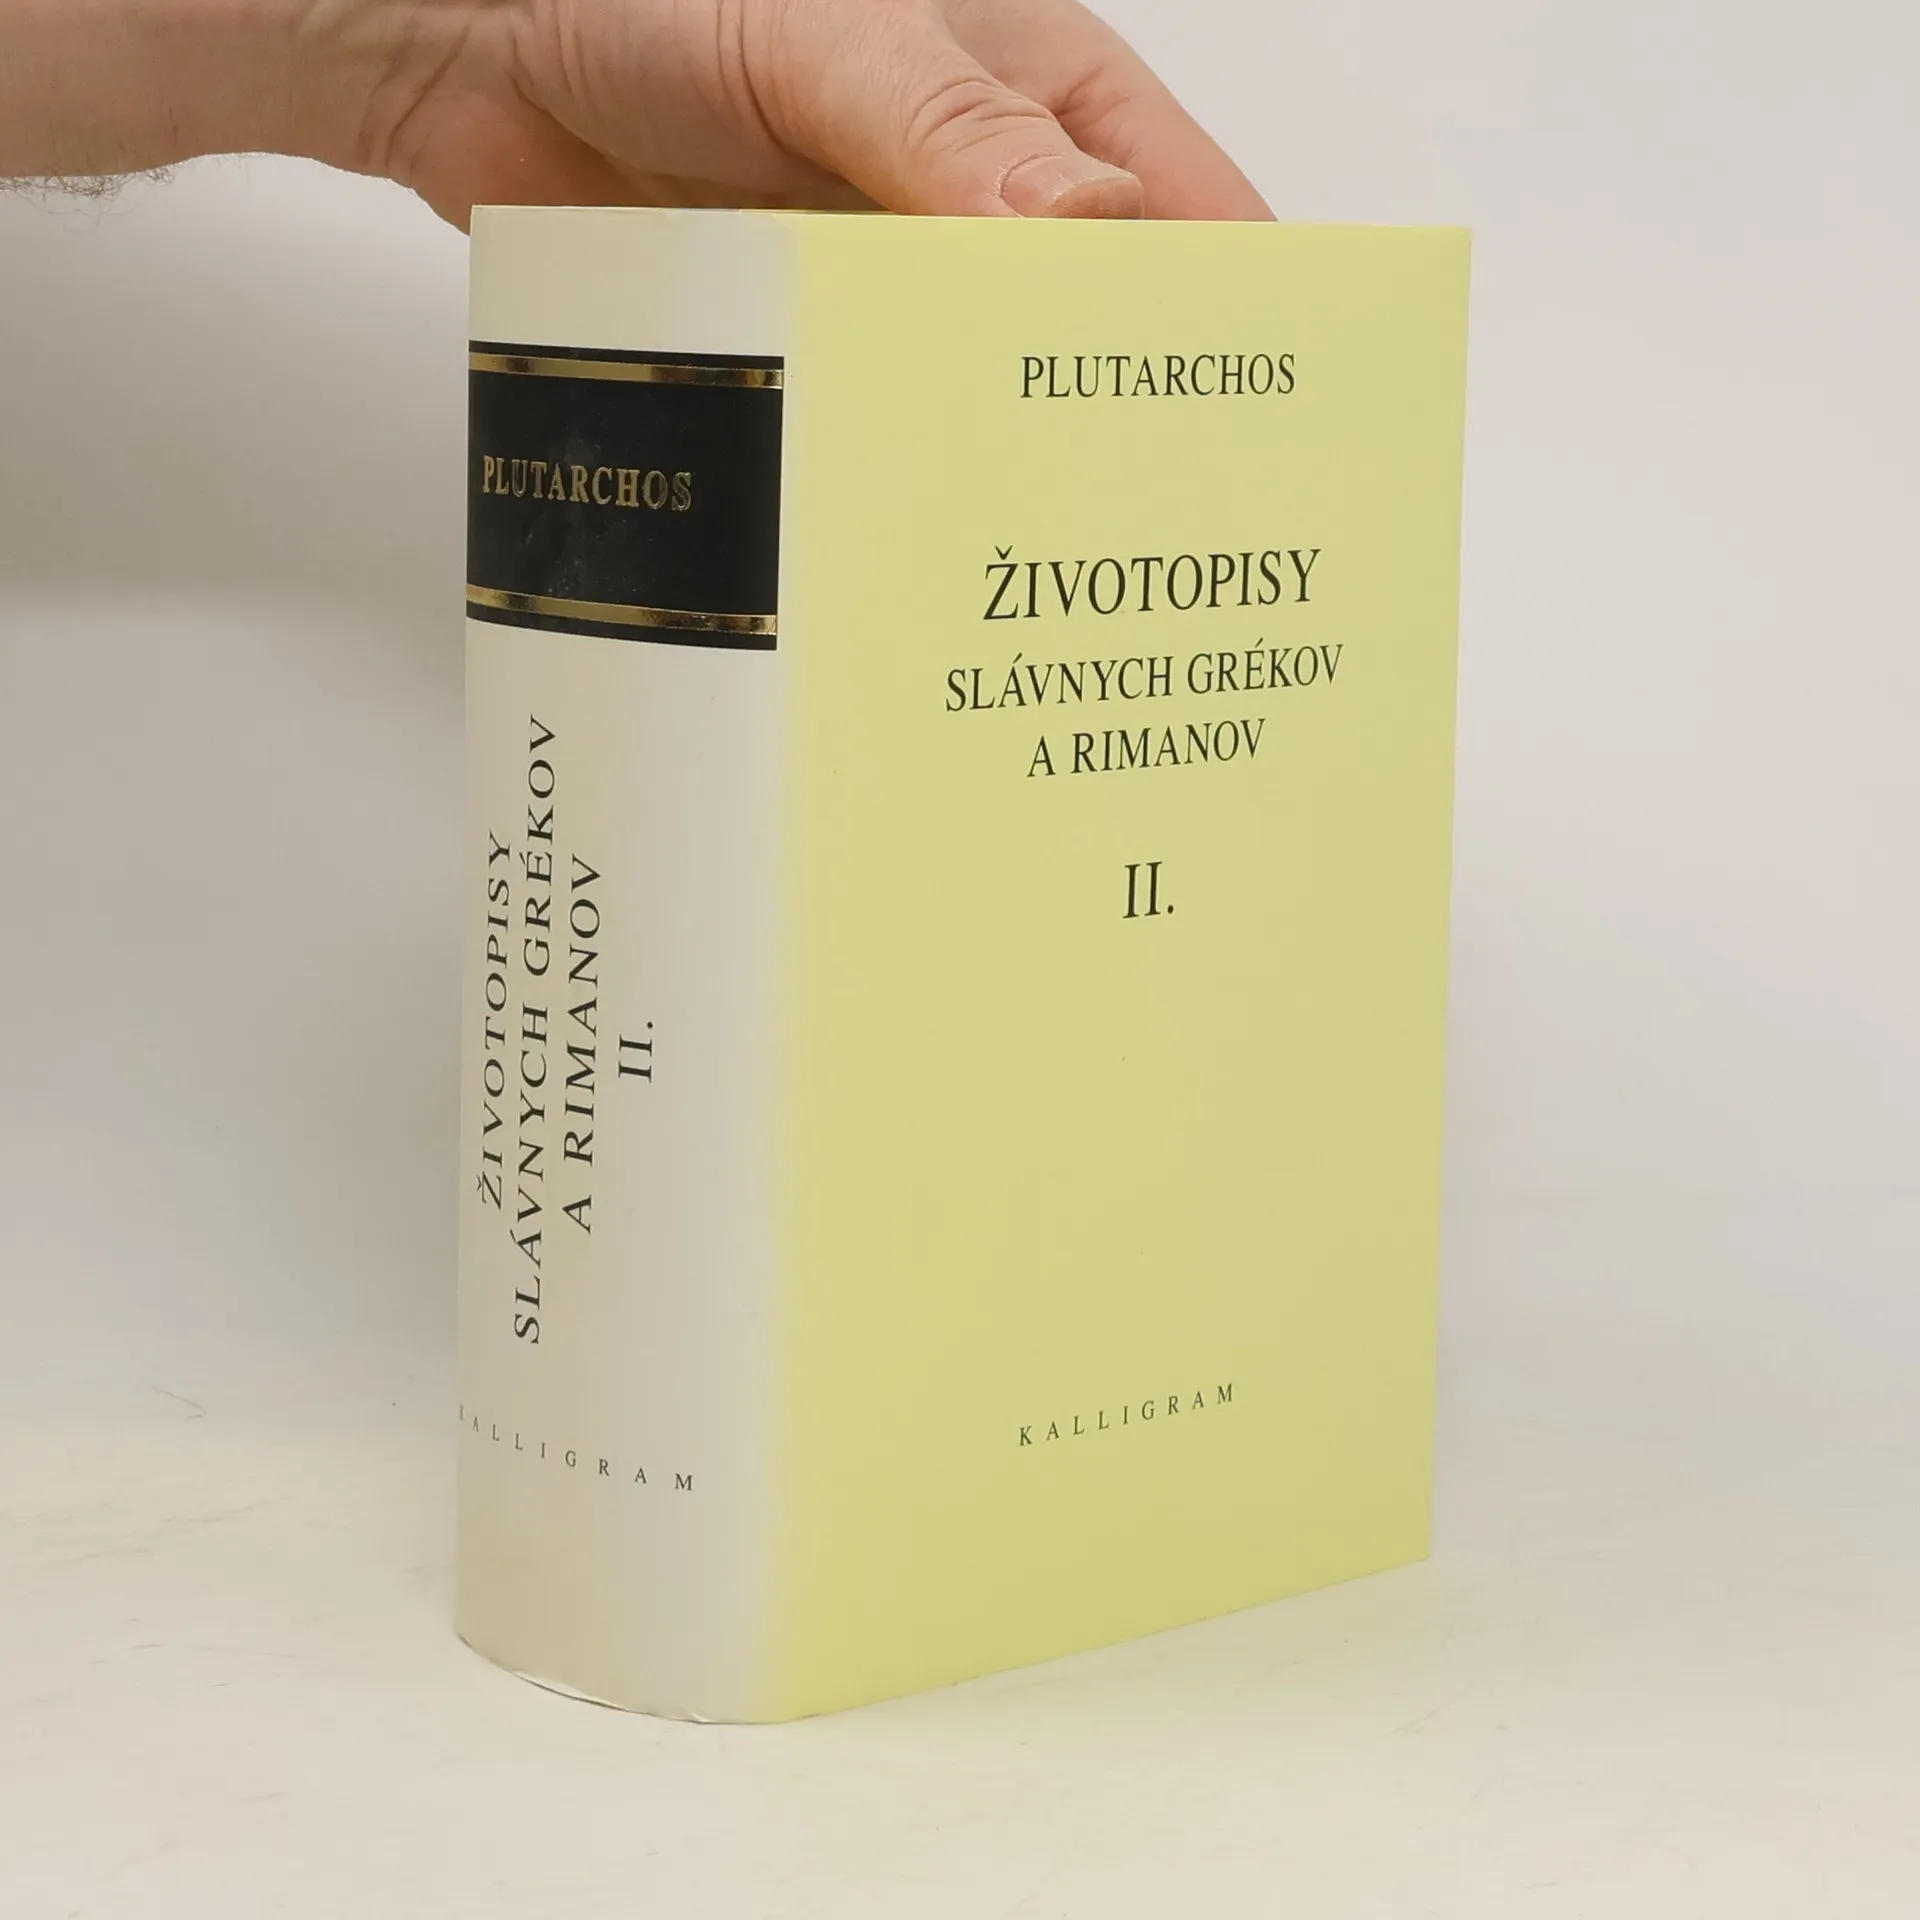 PLUTARCHOS
ŽIVOTOPISY
SLÁVNYCH GRÉKOV
A RIMANOV
II.
KALLIGRAM
PLUTARCHOS
ŽIVOTOPISY
SLÁVNYCH GRÉKOV
A RIMANOV
II.
KALLIGRAM